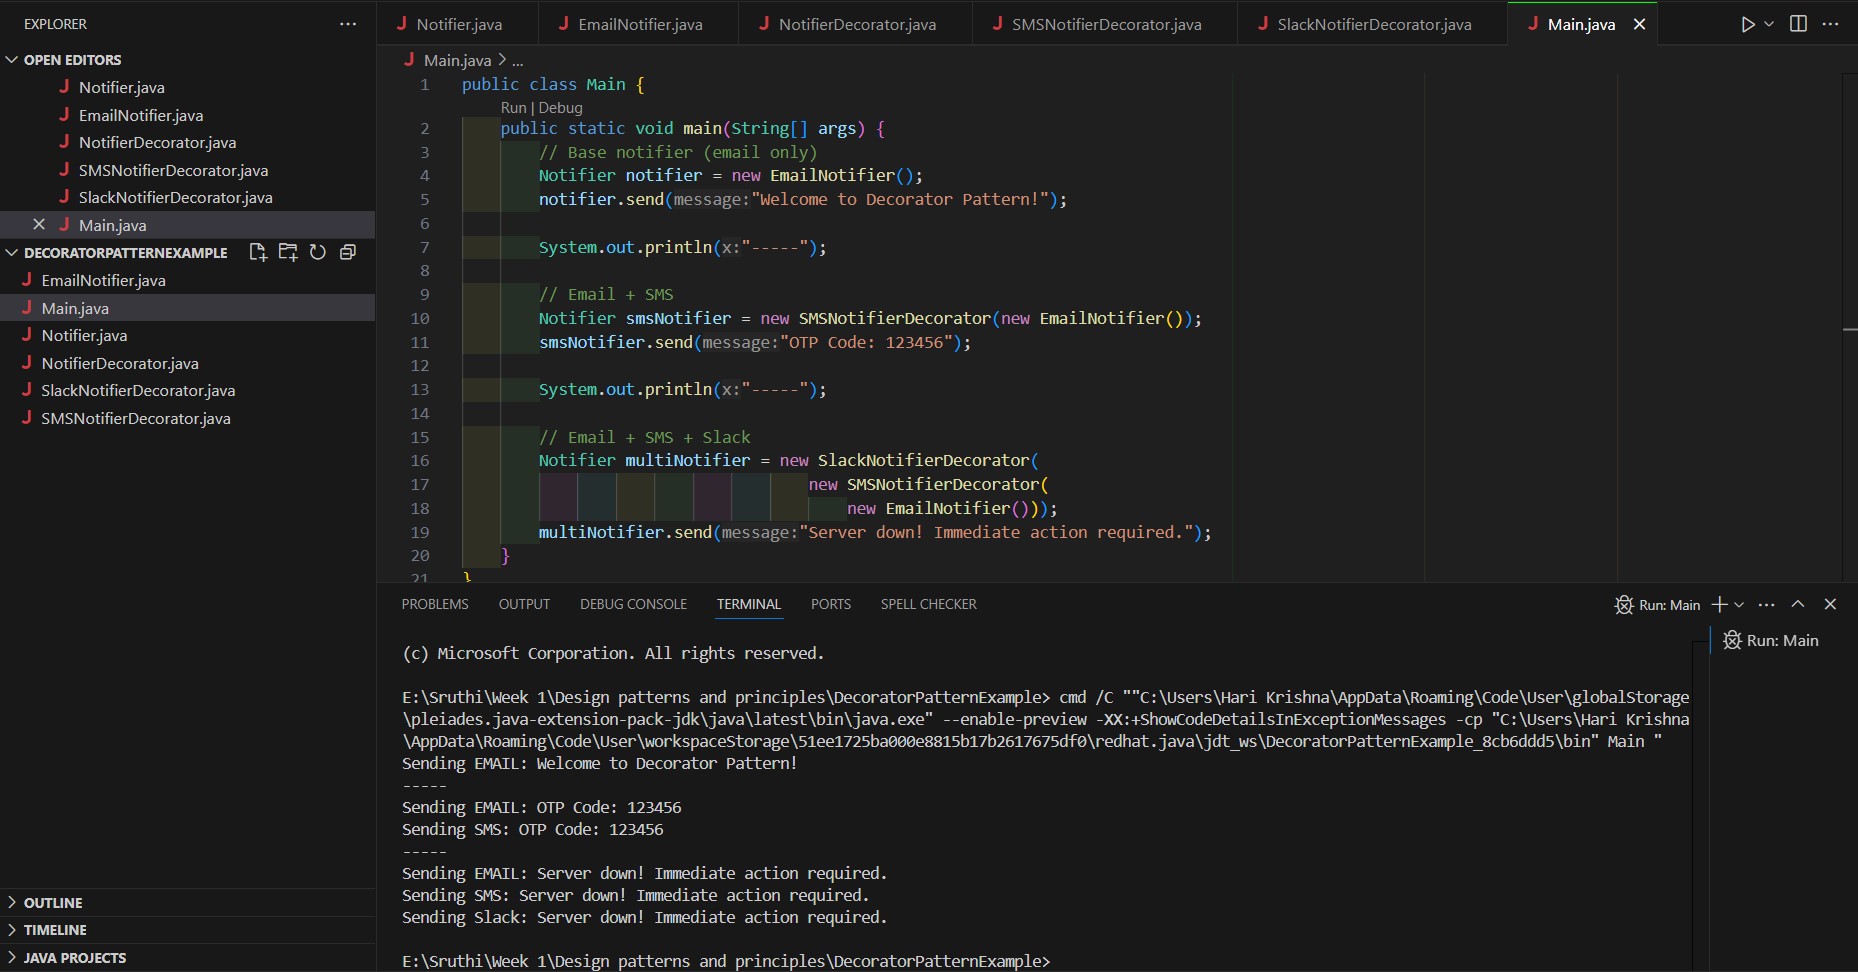 EXPLORER
OPEN EDITORS
Notifier.java
EmailNotifier.java
NotifierDecorator.java
SMSNotifierDecorator.java
SlackNotifierDecorator.java
Main.java
DECORATORPATTERNEXAMPLE
EmailNotifier.java
Main.java
Notifier.java
NotifierDecorator.java
SlackNotifierDecorator.java
SMSNotifierDecorator.java
OUTLINE
TIMELINE
JAVA PROJECTS
Notifier.java EmailNotifier.java NotifierDecorator.java SMSNotifierDecorator.java SlackNotifierDecorator.java Main.java
Main.java > ...
1 public class Main {
Run | Debug
2 public static void main(String[] args) {
3 // Base notifier (email only)
4 Notifier notifier = new EmailNotifier();
5 notifier.send(message:"Welcome to Decorator Pattern!");
6
7 System.out.println(x:"-----");
8
9 // Email + SMS
10 Notifier smsNotifier = new SMSNotifierDecorator(new EmailNotifier());
11 smsNotifier.send(message:"OTP Code: 123456");
12
13 System.out.println(x:"-----");
14
15 // Email + SMS + Slack
16 Notifier multiNotifier = new SlackNotifierDecorator(
17 new SMSNotifierDecorator(
18 new EmailNotifier()));
19 multiNotifier.send(message:"Server down! Immediate action required.");
20 }
21 }
PROBLEMS OUTPUT DEBUG CONSOLE TERMINAL PORTS SPELL CHECKER
Run: Main
Run: Main
(c) Microsoft Corporation. All rights reserved.
E:\Sruthi\Week 1\Design patterns and principles\DecoratorPatternExample> cmd /C ""C:\Users\Hari Krishna\AppData\Roaming\Code\User\globalStorage
\pleiades.java-extension-pack-jdk\java\latest\bin\java.exe" --enable-preview -XX:+ShowCodeDetailsInExceptionMessages -cp "C:\Users\Hari Krishna
\AppData\Roaming\Code\User\workspaceStorage\51ee1725ba000e8815b17b2617675df0\redhat.java\jdt_ws\DecoratorPatternExample_8cb6ddd5\bin" Main "
Sending EMAIL: Welcome to Decorator Pattern!
-----
Sending EMAIL: OTP Code: 123456
Sending SMS: OTP Code: 123456
-----
Sending EMAIL: Server down! Immediate action required.
Sending SMS: Server down! Immediate action required.
Sending Slack: Server down! Immediate action required.
E:\Sruthi\Week 1\Design patterns and principles\DecoratorPatternExample>